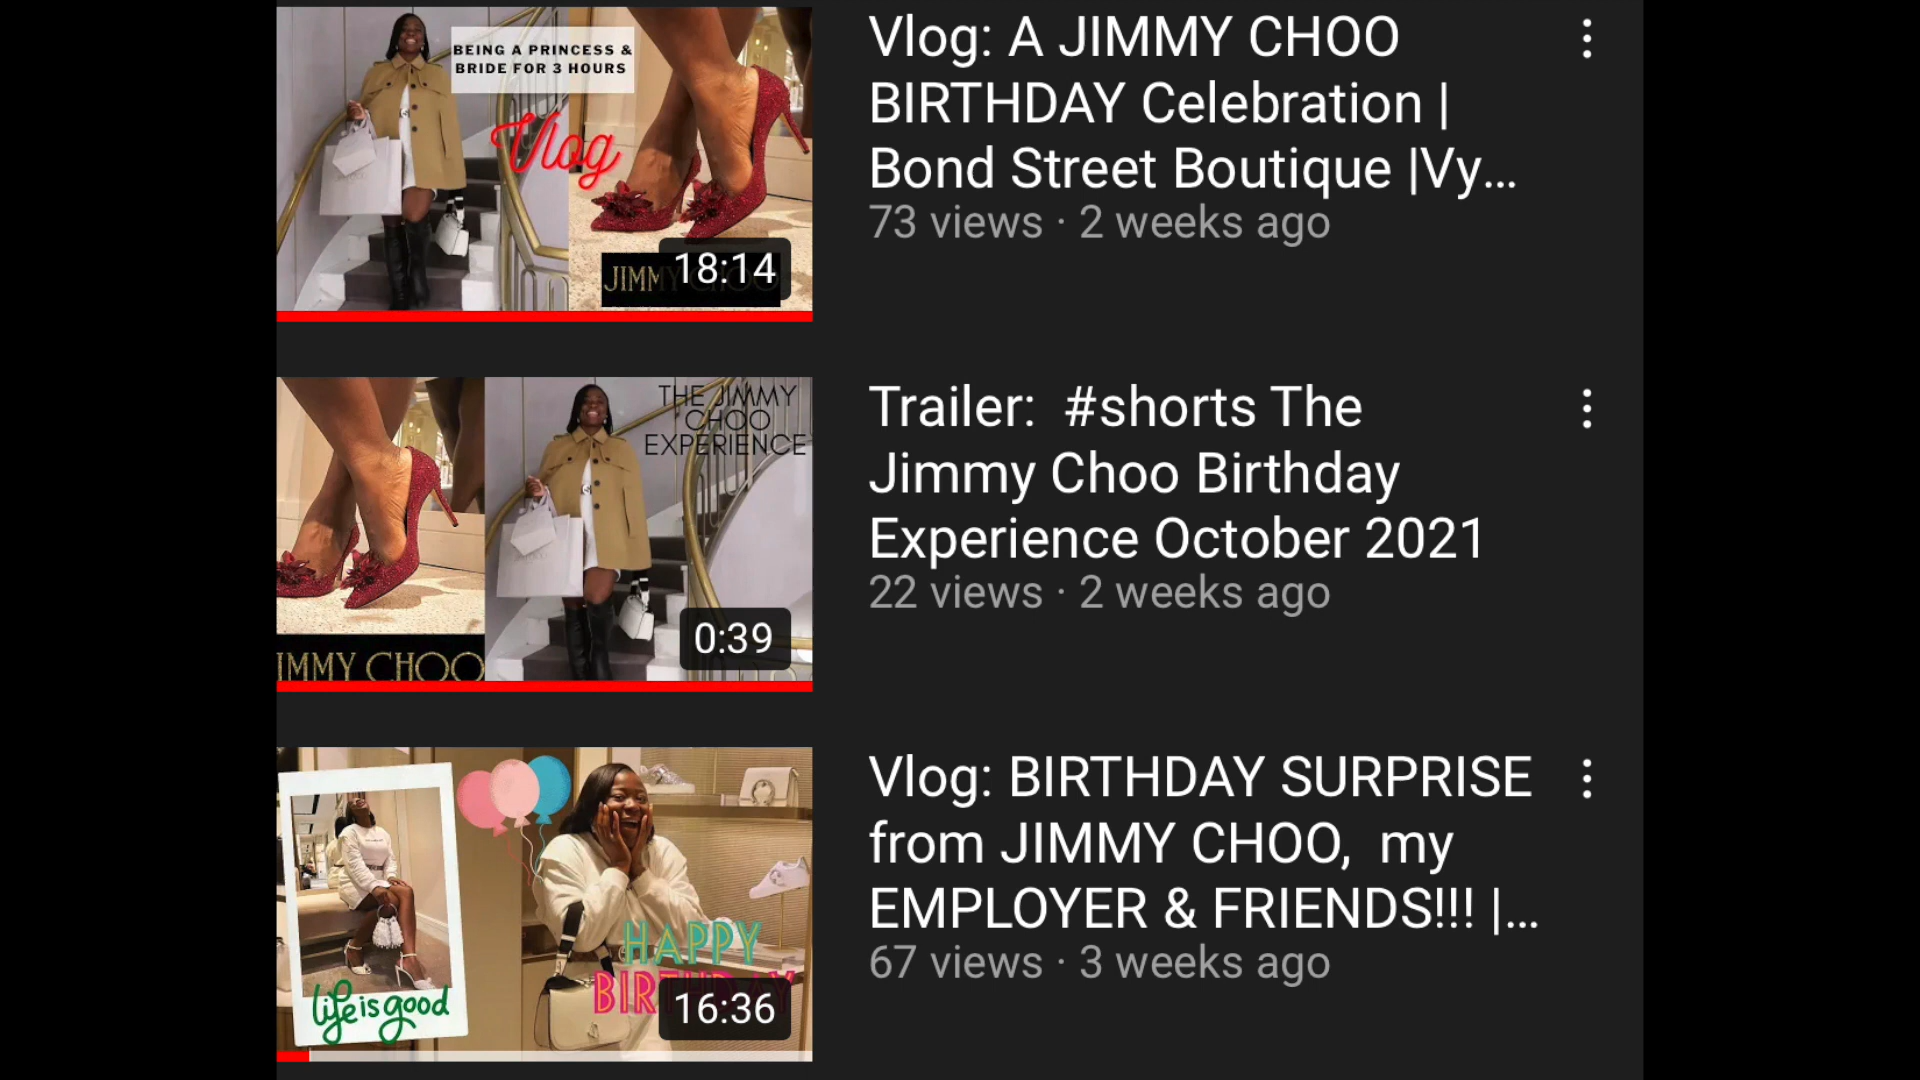 BEING A PRINCESS &
BRIDE FOR 3 HOURS
Vlog
JIMM
18:14
Vlog: A JIMMY CHOO
BIRTHDAY Celebration |
Bond Street Boutique |Vy...
73 views · 2 weeks ago
THE JIMMY
CHOO
EXPERIENCE
IMMY CHOO
0:39
Trailer: #shorts The
Jimmy Choo Birthday
Experience October 2021
22 views · 2 weeks ago
life is good
HAPPY
BIRTHDAY
16:36
Vlog: BIRTHDAY SURPRISE
from JIMMY CHOO, my
EMPLOYER & FRIENDS!!! |...
67 views · 3 weeks ago